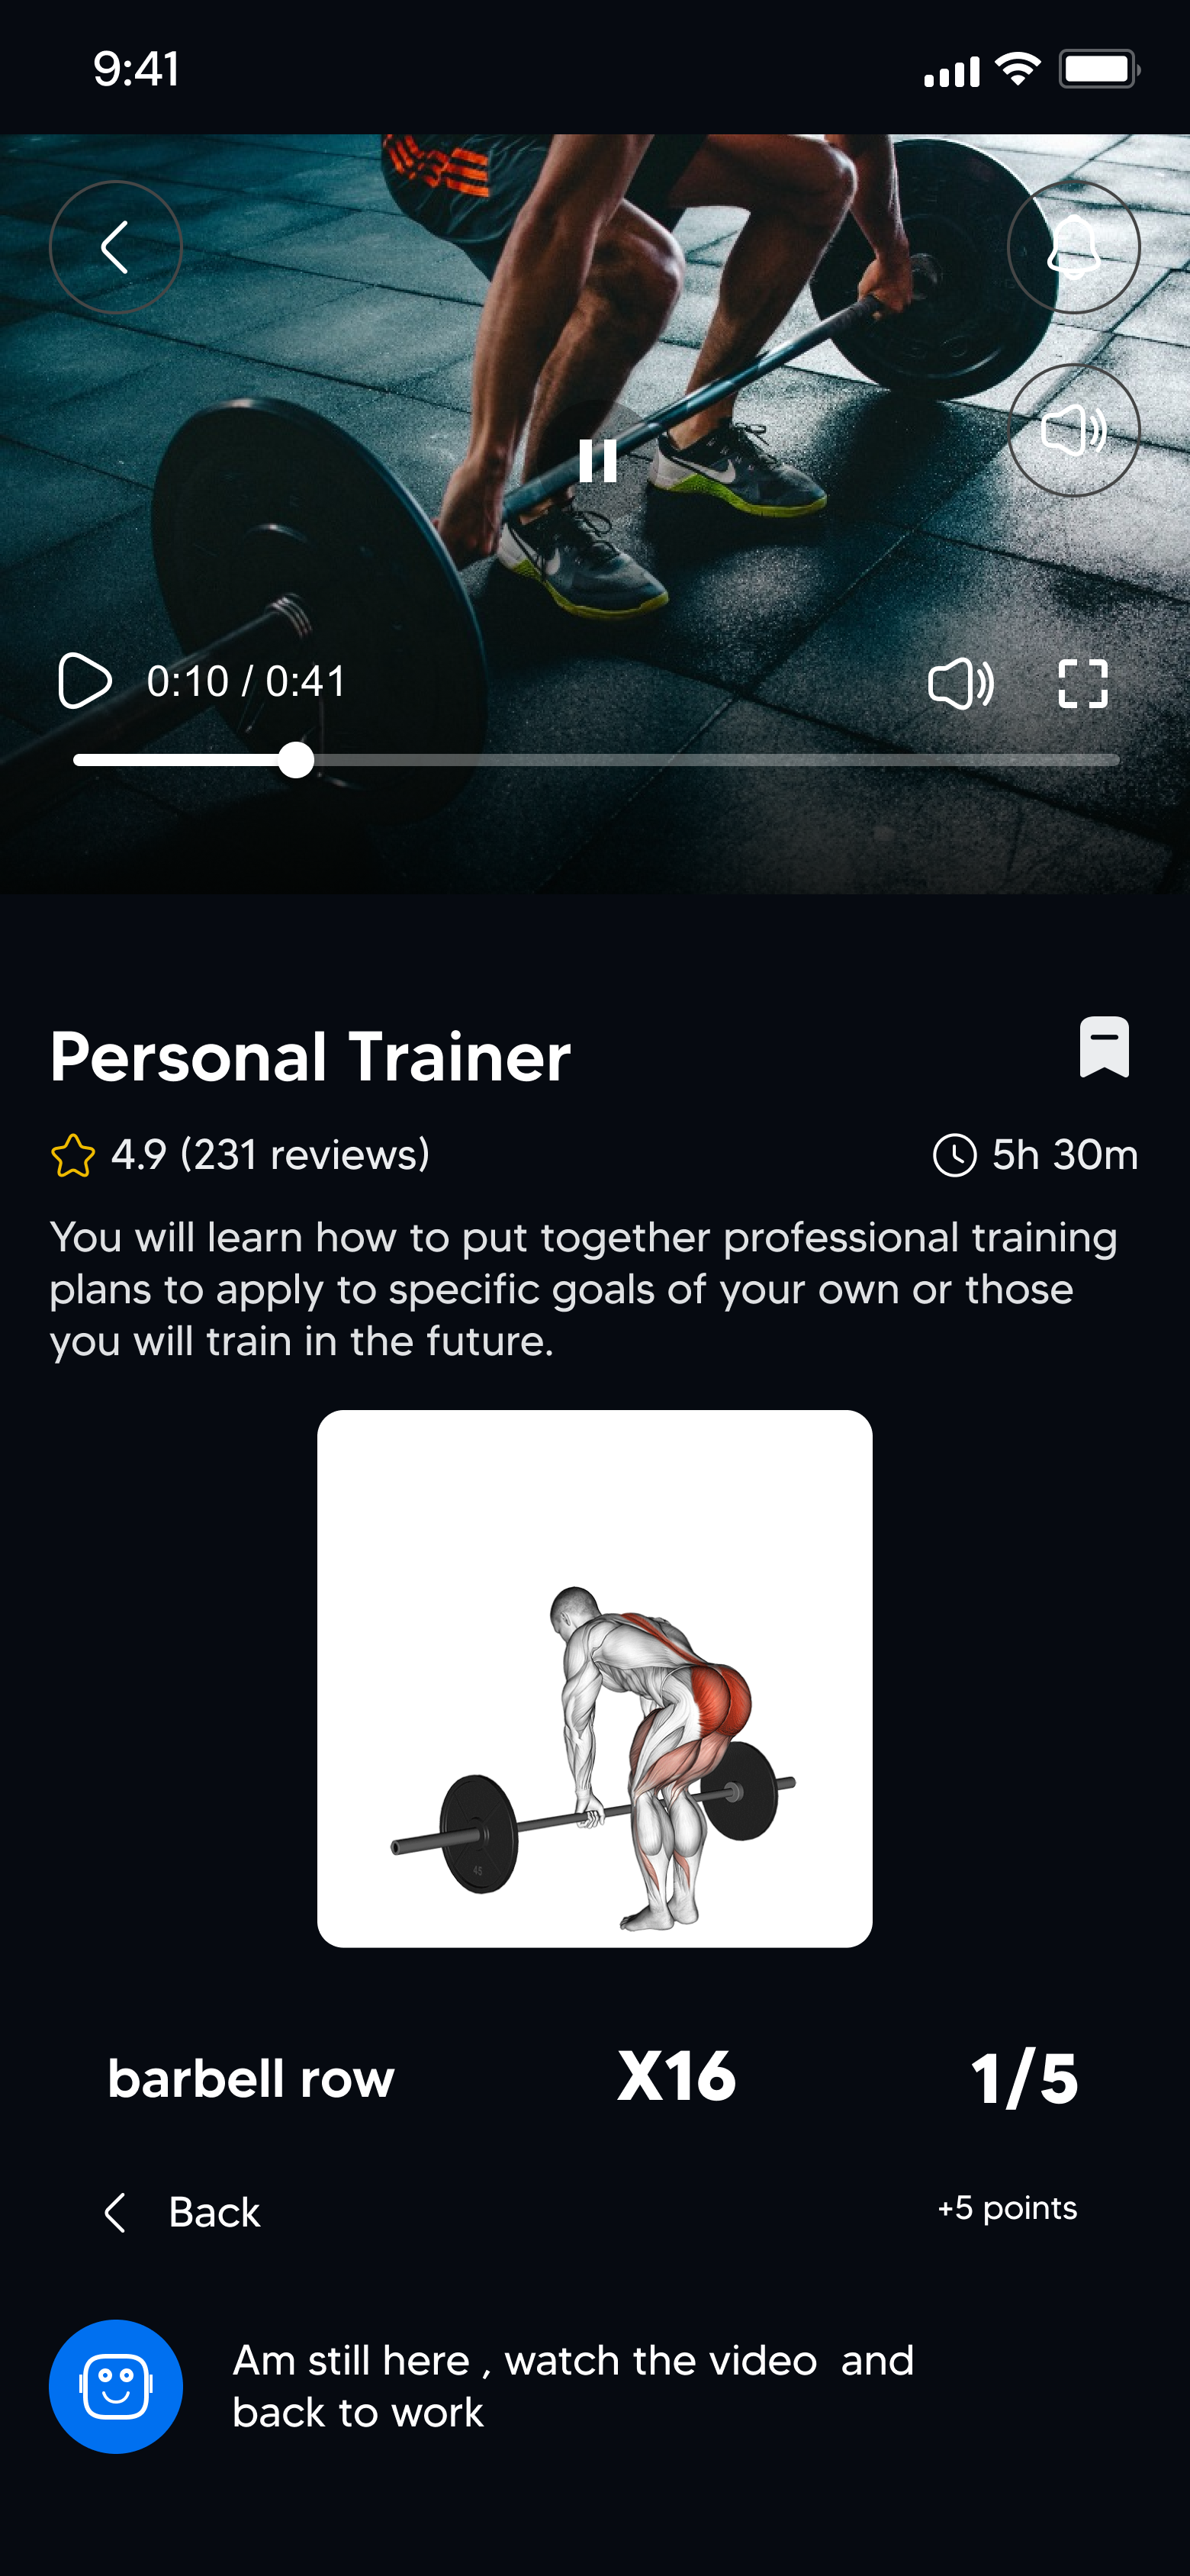 9:41
0:10 / 0:41
Personal Trainer
4.9 (231 reviews)
5h 30m
You will learn how to put together professional training
plans to apply to specific goals of your own or those
you will train in the future.
45
barbell row
X16
1/5
Back
+5 points
Am still here , watch the video  and
back to work